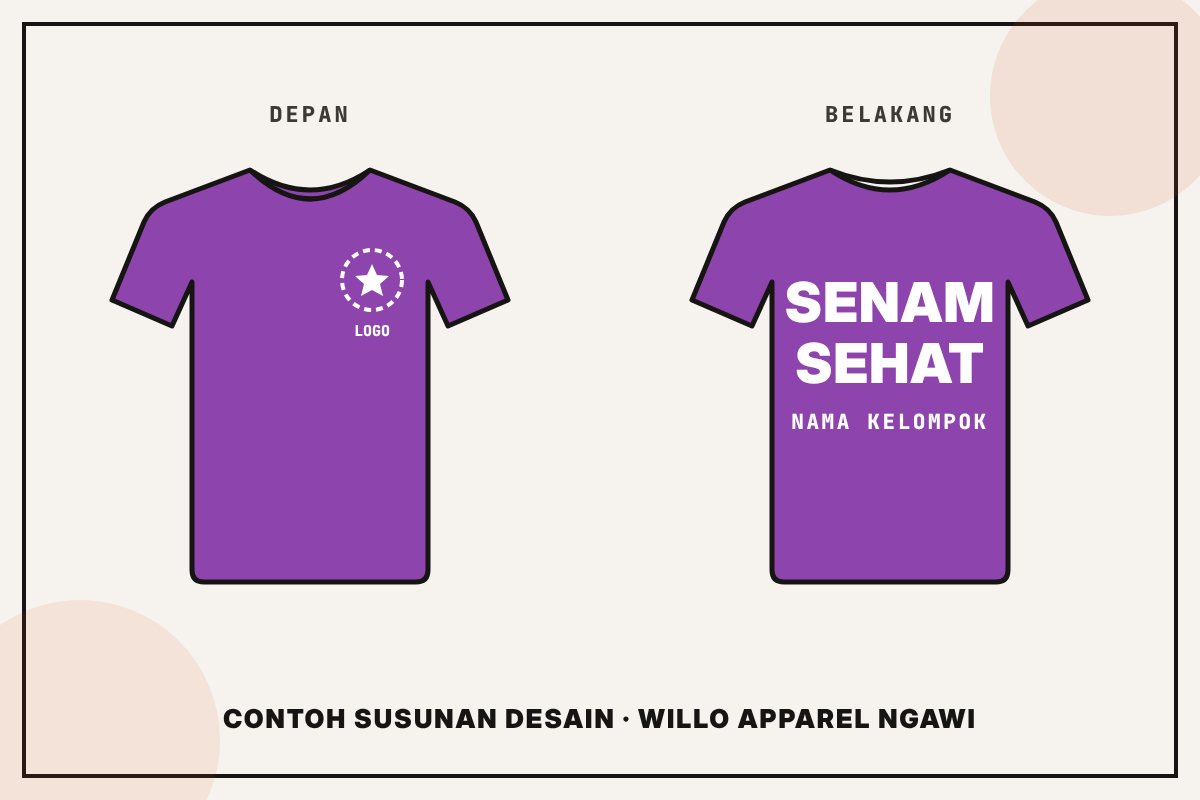 DEPAN
BELAKANG
LOGO
SENAM
SEHAT
NAMA KELOMPOK
CONTOH SUSUNAN DESAIN · WILLO APPAREL NGAWI